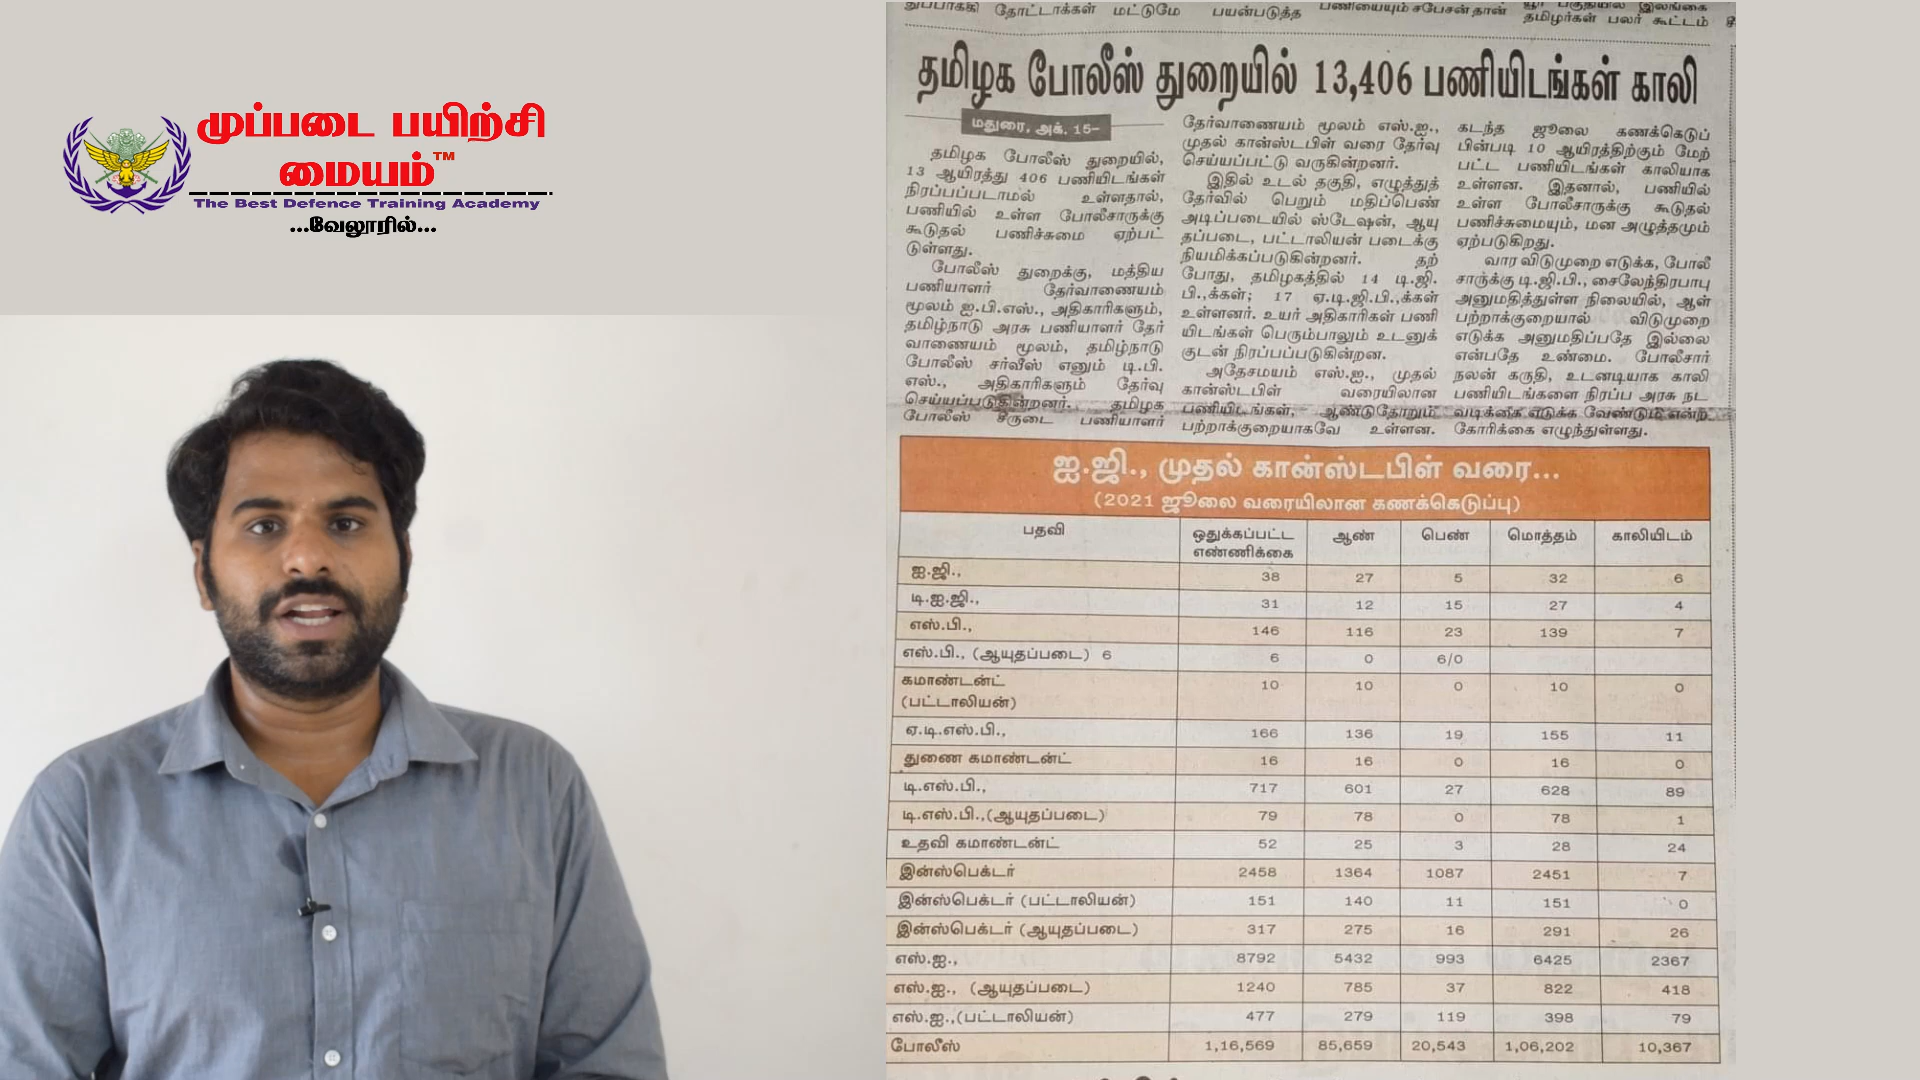 முப்படை பயிற்சி
மையம்™
The Best Defence Training Academy
...வேலூரில்...
தோட்டாக்கள் மட்டுமே பயன்படுத்த பணியையும் சபேசன் தான்
தமிழர்கள் பலர் கூட்டம்
தமிழக போலீஸ் துறையில் 13,406 பணியிடங்கள் காலி
மதுரை, அக். 15–
தமிழக போலீஸ் துறையில்,
13 ஆயிரத்து 406 பணியிடங்கள்
நிரப்பப்படாமல் உள்ளதால்,
பணியில் உள்ள போலீசாருக்கு
கூடுதல் பணிச்சுமை ஏற்பட்
டுள்ளது.
போலீஸ் துறைக்கு, மத்திய
பணியாளர் தேர்வாணையம்
மூலம் ஐ.பி.எஸ்., அதிகாரிகளும்,
தமிழ்நாடு அரசு பணியாளர் தேர்
வாணையம் மூலம், தமிழ்நாடு
போலீஸ் சர்வீஸ் எனும் டி.பி.
எஸ்., அதிகாரிகளும் தேர்வு
செய்யப்படுகின்றனர். தமிழக
போலீஸ் சீருடை பணியாளர்
தேர்வாணையம் மூலம் எஸ்.ஐ.,
முதல் கான்ஸ்டபிள் வரை தேர்வு
செய்யப்பட்டு வருகின்றனர்.
இதில் உடல் தகுதி, எழுத்துத்
தேர்வில் பெறும் மதிப்பெண்
அடிப்படையில் ஸ்டேஷன், ஆயு
தப்படை, பட்டாலியன் படைக்கு
நியமிக்கப்படுகின்றனர். தற்
போது, தமிழகத்தில் 14 டி.ஜி.
பி.,க்கள்; 17 ஏ.டி.ஜி.பி.,க்கள்
உள்ளனர். உயர் அதிகாரிகள் பணி
யிடங்கள் பெரும்பாலும் உடனுக்
குடன் நிரப்பப்படுகின்றன.
அதேசமயம் எஸ்.ஐ., முதல்
கான்ஸ்டபிள் வரையிலான
பணியிடங்கள், ஆண்டுதோறும்
பற்றாக்குறையாகவே உள்ளன.
கடந்த ஜூலை கணக்கெடுப்
பின்படி 10 ஆயிரத்திற்கும் மேற்
பட்ட பணியிடங்கள் காலியாக
உள்ளன. இதனால், பணியில்
உள்ள போலீசாருக்கு கூடுதல்
பணிச்சுமையும், மன அழுத்தமும்
ஏற்படுகிறது.
வார விடுமுறை எடுக்க, போலீ
சாருக்கு டி.ஜி.பி., சைலேந்திரபாபு
அனுமதித்துள்ள நிலையில், ஆள்
பற்றாக்குறையால் விடுமுறை
எடுக்க அனுமதிப்பதே இல்லை
என்பதே உண்மை. போலீசார்
நலன் கருதி, உடனடியாக காலி
பணியிடங்களை நிரப்ப அரசு நட
வடிக்கை எடுக்க வேண்டும் என்ற
கோரிக்கை எழுந்துள்ளது.
ஐ.ஜி., முதல் கான்ஸ்டபிள் வரை...
(2021 ஜூலை வரையிலான கணக்கெடுப்பு)
பதவி ஒதுக்கப்பட்ட எண்ணிக்கை ஆண் பெண் மொத்தம் காலியிடம்
ஐ.ஜி., 38 27 5 32 6
டி.ஐ.ஜி., 31 12 15 27 4
எஸ்.பி., 146 116 23 139 7
எஸ்.பி., (ஆயுதப்படை) 6 6 0 6/0
கமாண்டன்ட் (பட்டாலியன்) 10 10 0 10 0
ஏ.டி.எஸ்.பி., 166 136 19 155 11
துணை கமாண்டன்ட் 16 16 0 16 0
டி.எஸ்.பி., 717 601 27 628 89
டி.எஸ்.பி.,(ஆயுதப்படை) 79 78 0 78 1
உதவி கமாண்டன்ட் 52 25 3 28 24
இன்ஸ்பெக்டர் 2458 1364 1087 2451 7
இன்ஸ்பெக்டர் (பட்டாலியன்) 151 140 11 151 0
இன்ஸ்பெக்டர் (ஆயுதப்படை) 317 275 16 291 26
எஸ்.ஐ., 8792 5432 993 6425 2367
எஸ்.ஐ., (ஆயுதப்படை) 1240 785 37 822 418
எஸ்.ஐ.,(பட்டாலியன்) 477 279 119 398 79
போலீஸ் 1,16,569 85,659 20,543 1,06,202 10,367